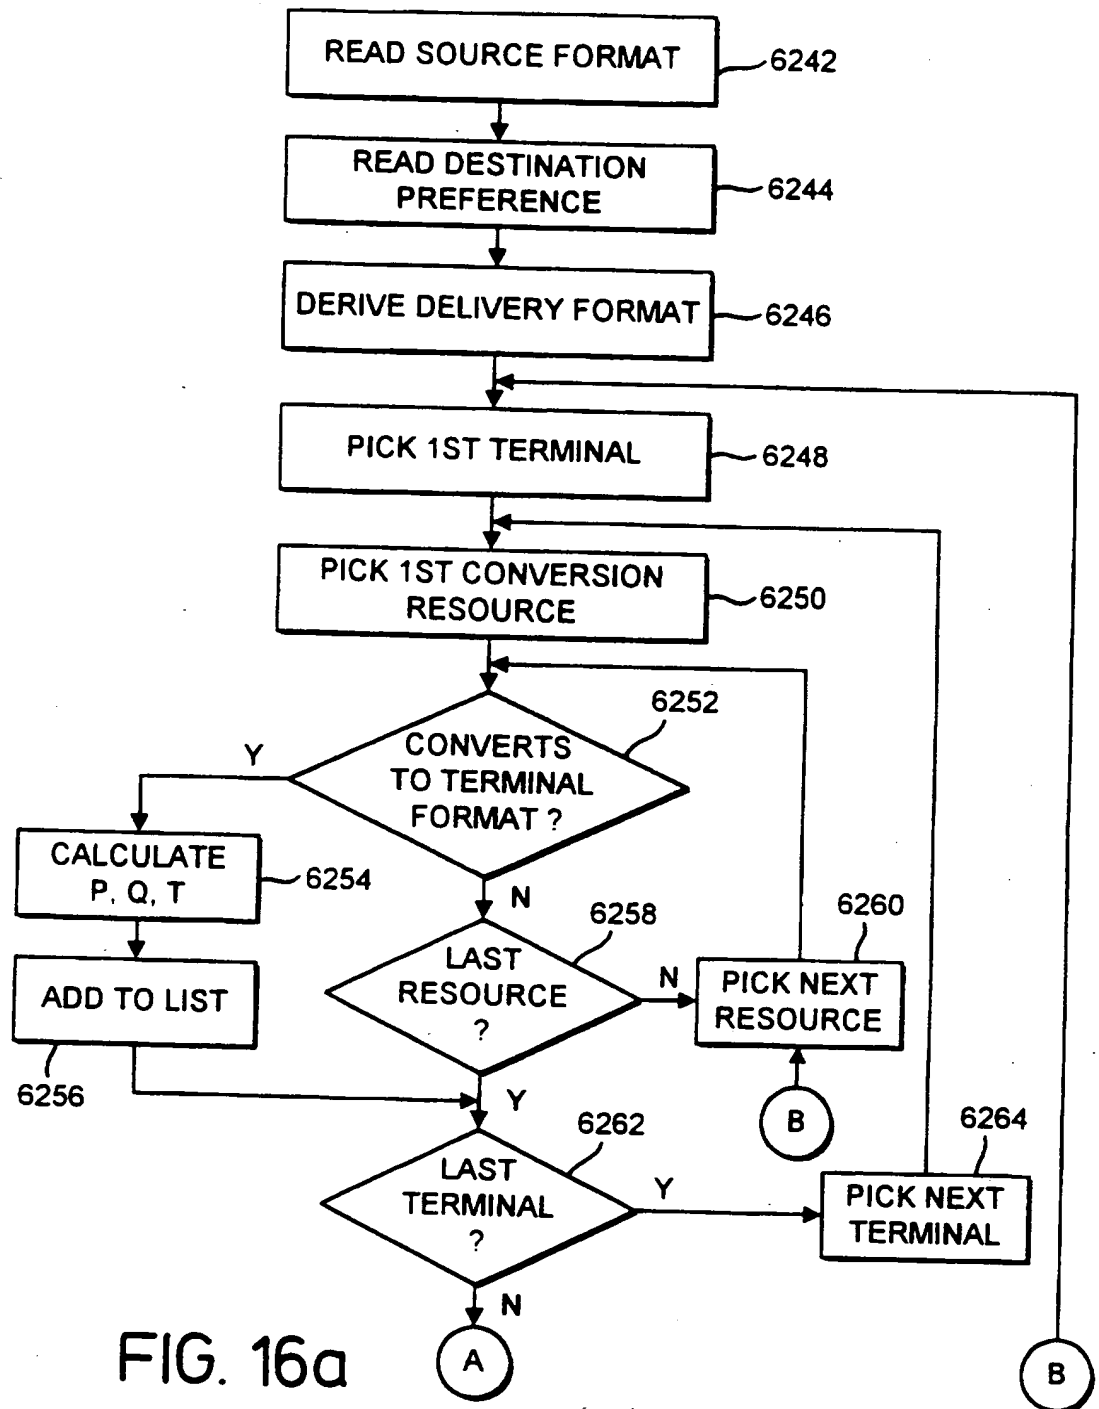 READ SOURCE FORMAT
6242
READ DESTINATION
PREFERENCE
6244
DERIVE DELIVERY FORMAT
6246
PICK 1ST TERMINAL
6248
PICK 1ST CONVERSION
RESOURCE
6250
6252
Y
CONVERTS
TO TERMINAL
FORMAT ?
CALCULATE
P, Q, T
6254
N
6258
6260
LAST
RESOURCE
?
N
PICK NEXT
RESOURCE
ADD TO LIST
6256
Y
B
6262
6264
LAST
TERMINAL
?
Y
PICK NEXT
TERMINAL
N
A
B
FIG. 16a